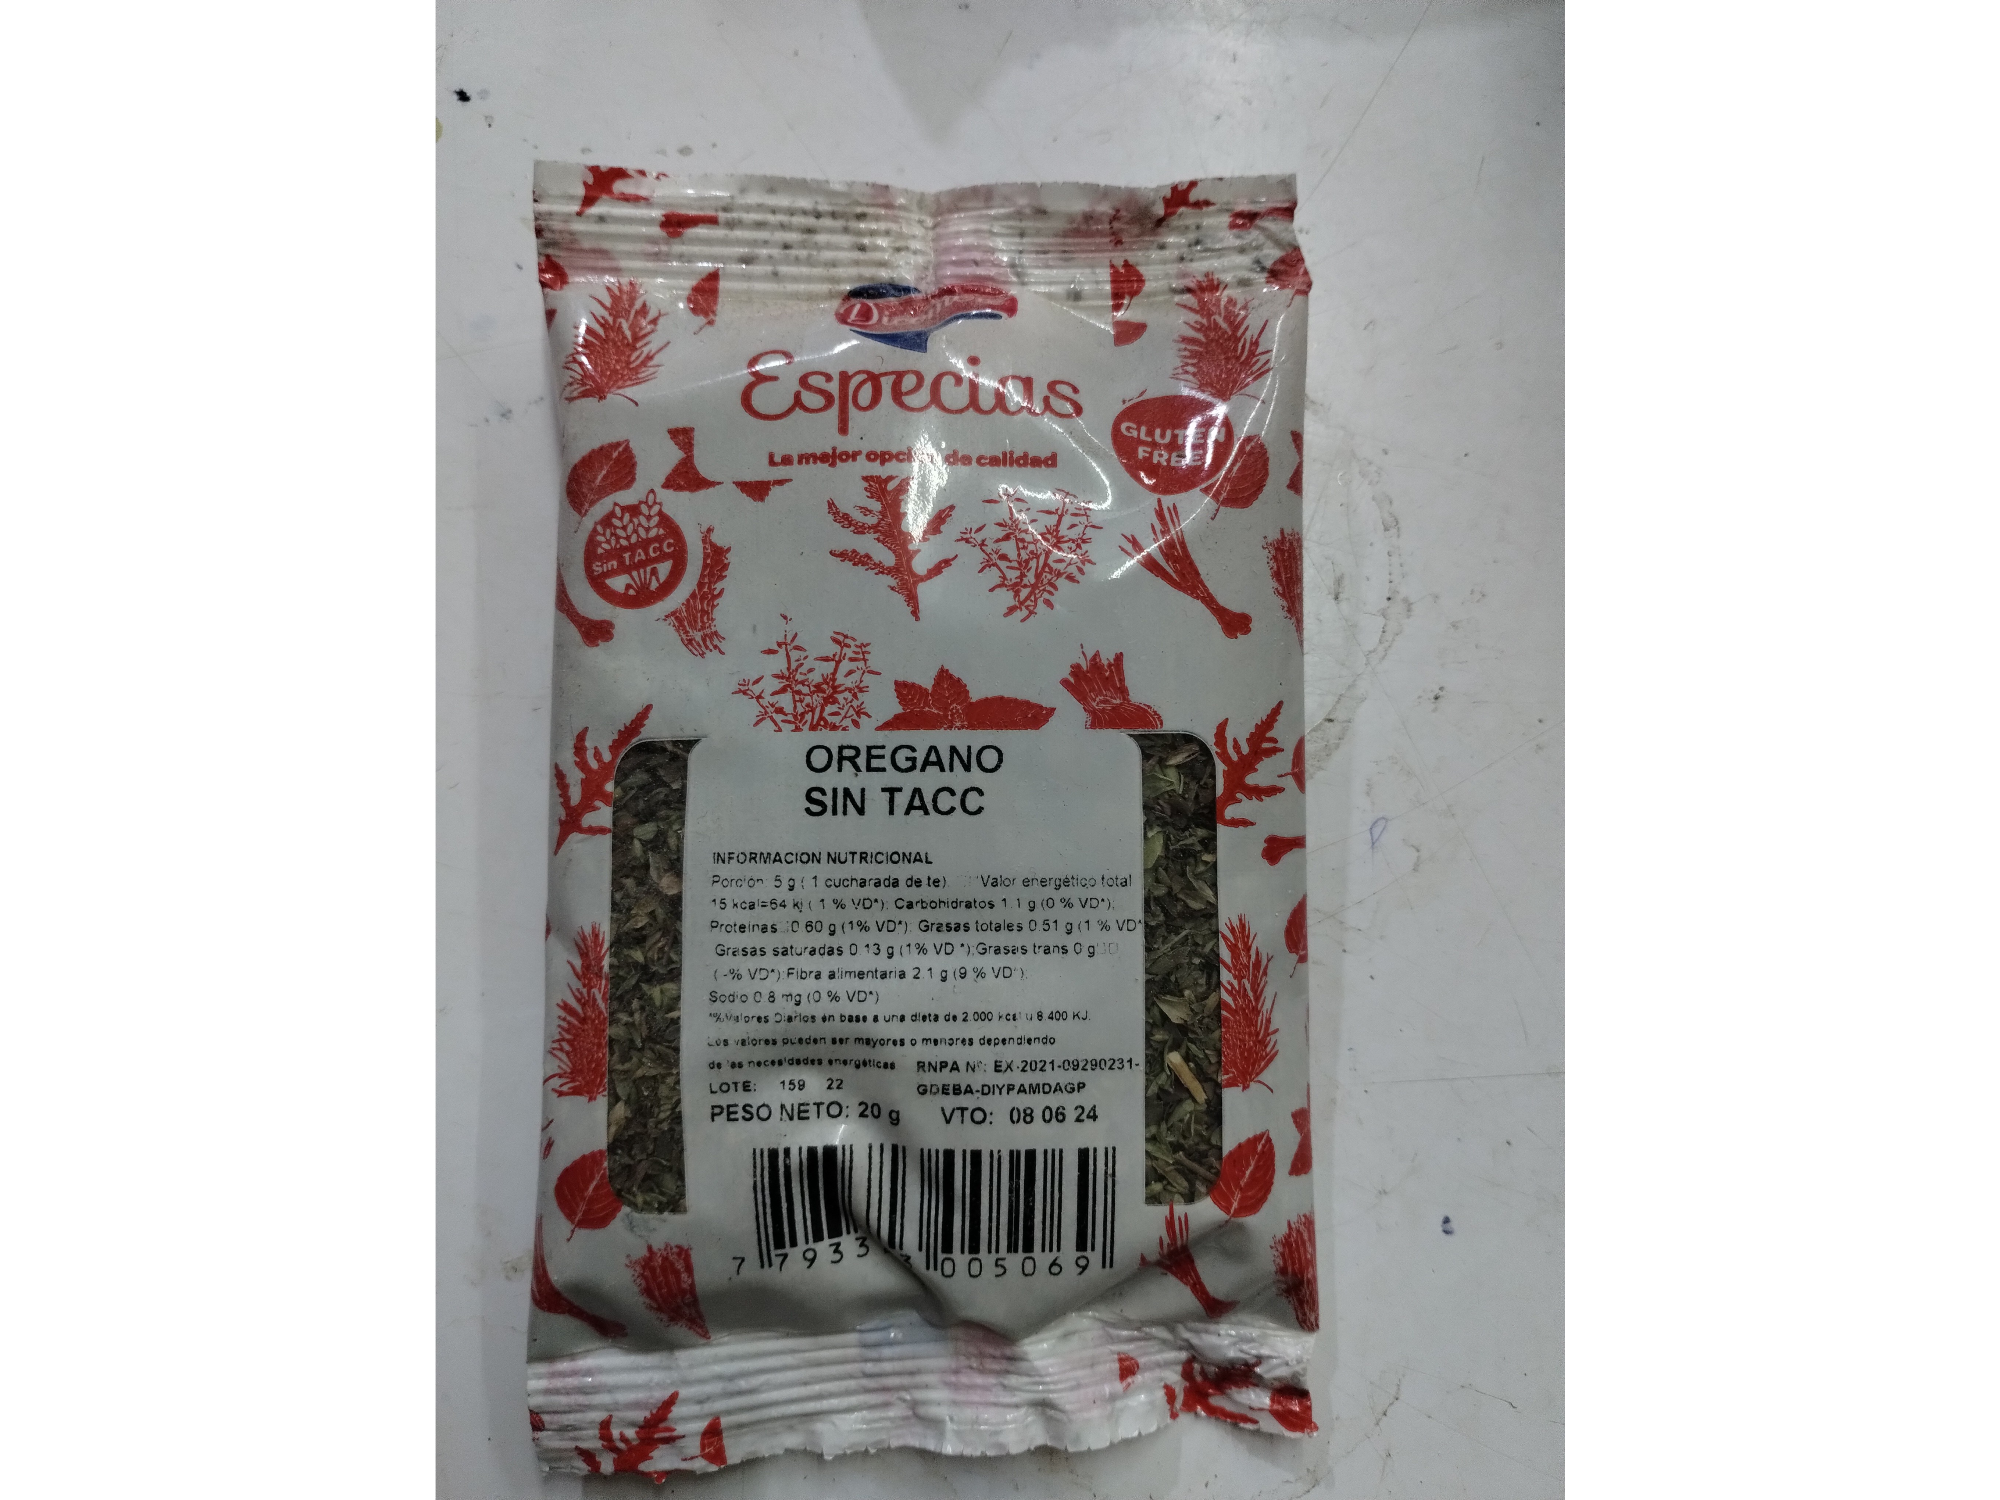 Especias
La mejor opción de calidad
GLUTEN
FREE
Sin T.A.C.C.
OREGANO
SIN TACC
INFORMACION NUTRICIONAL
Porción: 5 g ( 1 cucharada de te). Valor energético total
15 kcal=64 kj ( 1 % VD*); Carbohidratos 1.1 g (0 % VD*);
Proteinas 0.60 g (1% VD*); Grasas totales 0.51 g (1 % VD*
Grasas saturadas 0.13 g (1% VD *);Grasas trans 0 g
( -% VD*);Fibra alimentaria 2.1 g (9 % VD*);
Sodio 0.8 mg (0 % VD*)
*%Valores Diarios en base a una dieta de 2.000 kcal u 8.400 KJ.
Los valores pueden ser mayores o menores dependiendo
de las necesidades energéticas
RNPA N°: EX-2021-09290231-
GDEBA-DIYPAMDAGP
LOTE: 159 22
PESO NETO: 20 g VTO: 08 06 24
7 7933 3 005069